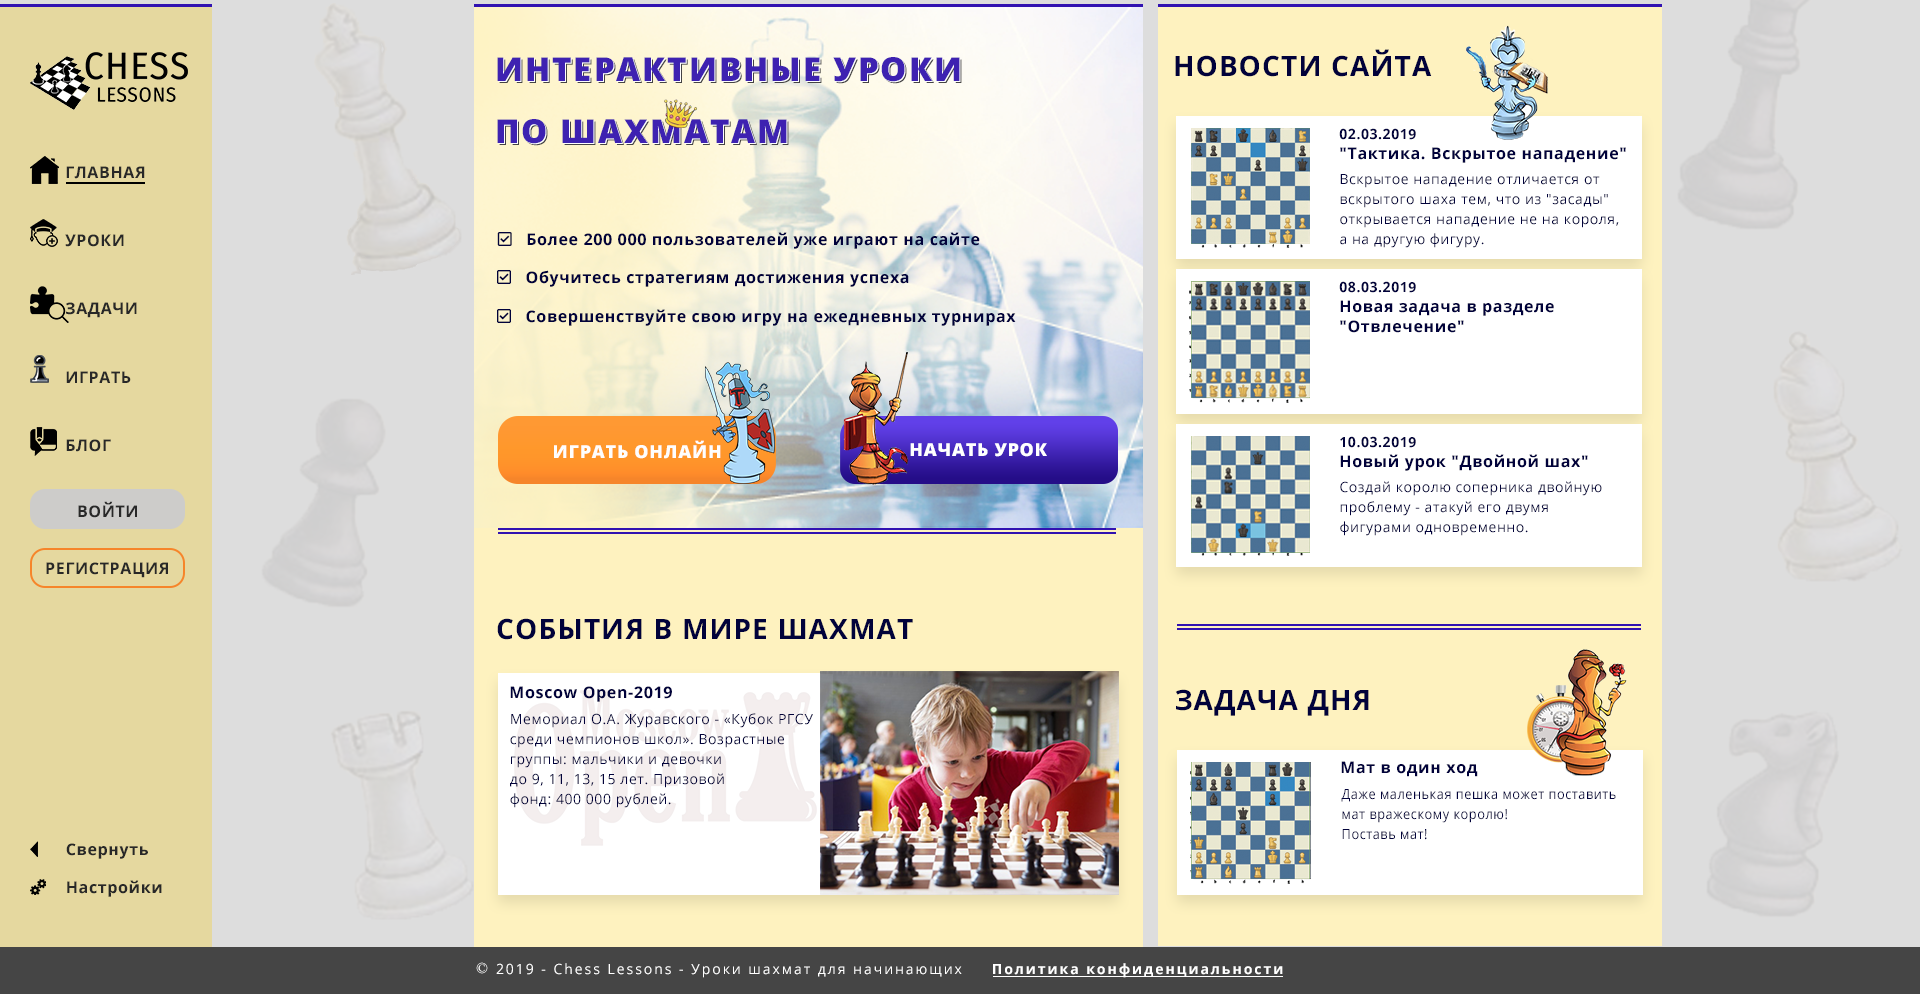 CHESS
LESSONS
ГЛАВНАЯ
УРОКИ
ЗАДАЧИ
ИГРАТЬ
БЛОГ
ВОЙТИ
РЕГИСТРАЦИЯ
Свернуть
Настройки
ИНТЕРАКТИВНЫЕ УРОКИ
ПО ШАХМАТАМ
Более 200 000 пользователей уже играют на сайте
Обучитесь стратегиям достижения успеха
Совершенствуйте свою игру на ежедневных турнирах
ИГРАТЬ ОНЛАЙН
НАЧАТЬ УРОК
СОБЫТИЯ В МИРЕ ШАХМАТ
Moscow Open-2019
Мемориал О.А. Журавского - «Кубок РГСУ
среди чемпионов школ». Возрастные
группы: мальчики и девочки
до 9, 11, 13, 15 лет. Призовой
фонд: 400 000 рублей.
Moscow
Open
НОВОСТИ САЙТА
02.03.2019
"Тактика. Вскрытое нападение"
Вскрытое нападение отличается от
вскрытого шаха тем, что из "засады"
открывается нападение не на короля,
а на другую фигуру.
08.03.2019
Новая задача в разделе
"Отвлечение"
10.03.2019
Новый урок "Двойной шах"
Создай королю соперника двойную
проблему - атакуй его двумя
фигурами одновременно.
ЗАДАЧА ДНЯ
Мат в один ход
Даже маленькая пешка может поставить
мат вражескому королю!
Поставь мат!
© 2019 - Chess Lessons - Уроки шахмат для начинающих
Политика конфиденциальности